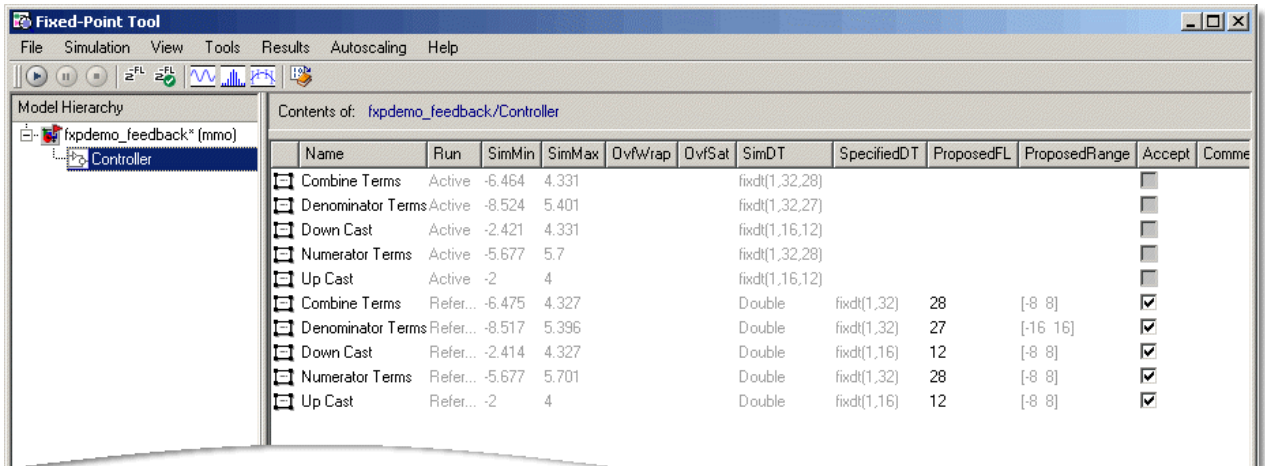 Fixed-Point Tool
File Simulation View Tools Results Autoscaling Help
Model Hierarchy
fxpdemo_feedback* (mmo)
Controller
Contents of: fxpdemo_feedback/Controller
Name Run SimMin SimMax OvfWrap OvfSat SimDT SpecifiedDT ProposedFL ProposedRange Accept Comme
Combine Terms Active -6.464 4.331 fixdt(1,32,28)
Denominator Terms Active -8.524 5.401 fixdt(1,32,27)
Down Cast Active -2.421 4.331 fixdt(1,16,12)
Numerator Terms Active -5.677 5.7 fixdt(1,32,28)
Up Cast Active -2 4 fixdt(1,16,12)
Combine Terms Refer... -6.475 4.327 Double fixdt(1,32) 28 [-8 8]
Denominator Terms Refer... -8.517 5.396 Double fixdt(1,32) 27 [-16 16]
Down Cast Refer... -2.414 4.327 Double fixdt(1,16) 12 [-8 8]
Numerator Terms Refer... -5.677 5.701 Double fixdt(1,32) 28 [-8 8]
Up Cast Refer... -2 4 Double fixdt(1,16) 12 [-8 8]